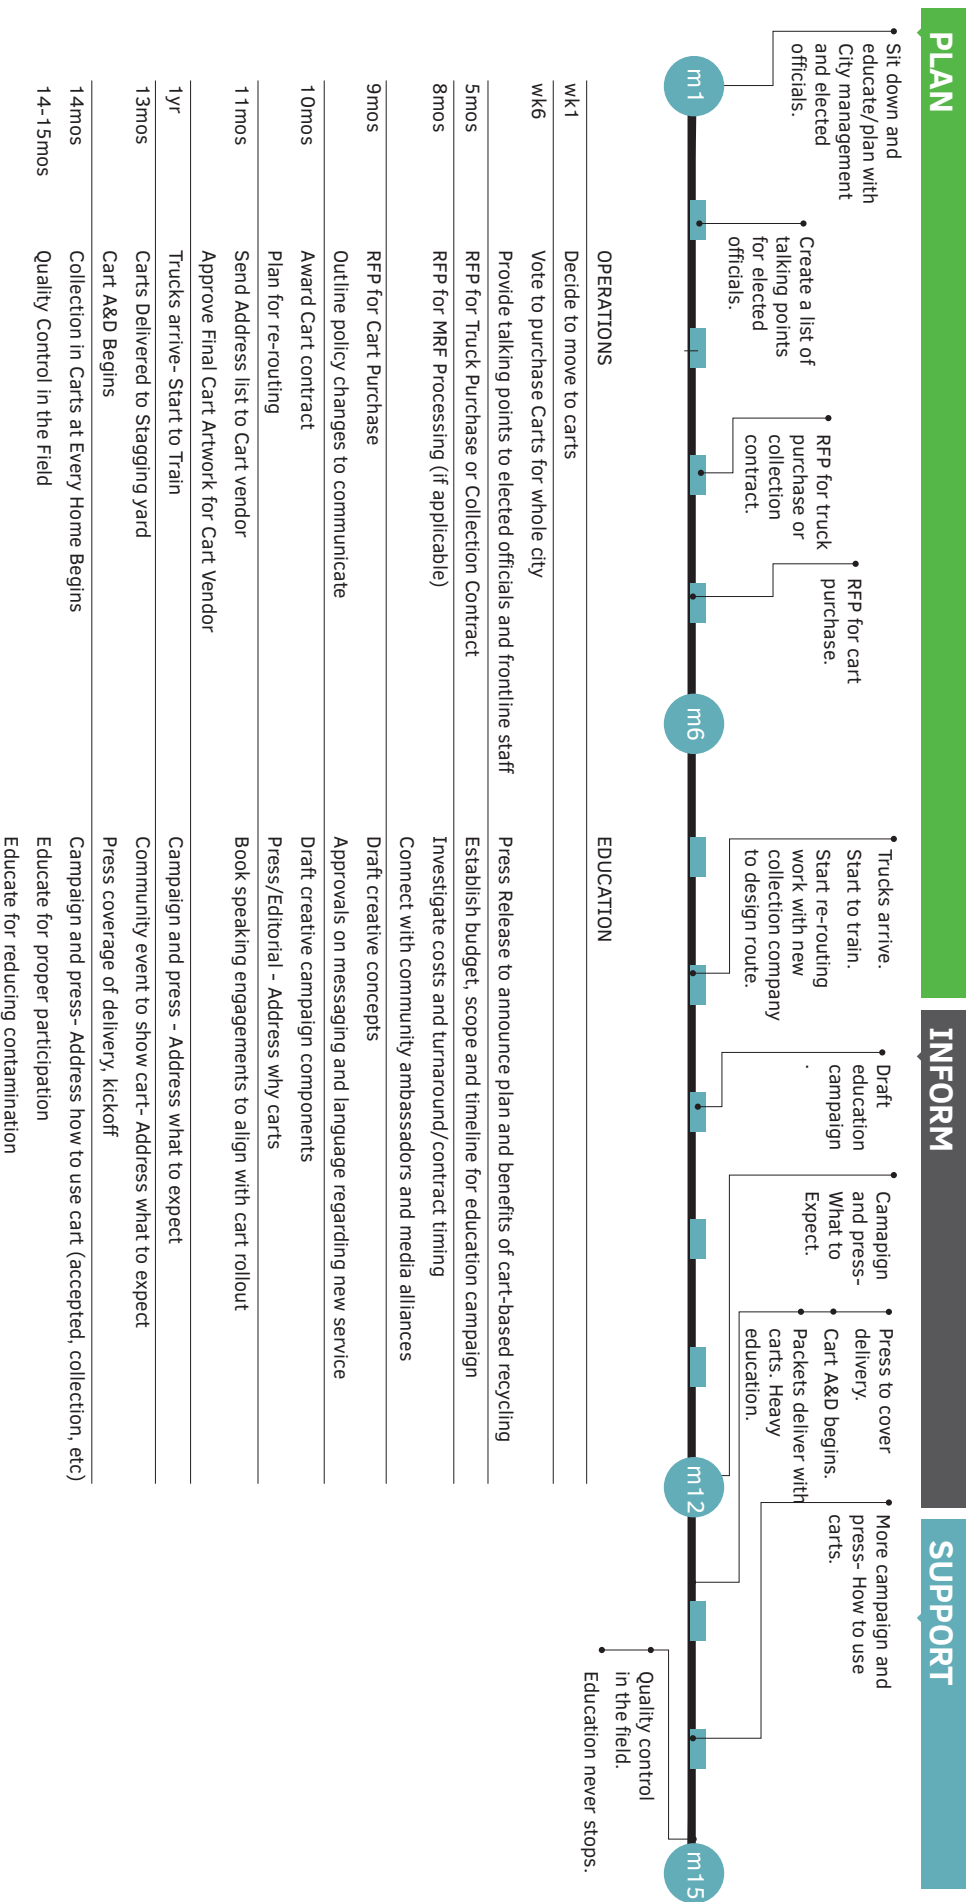 PLAN
INFORM
SUPPORT
Sit down and
educate/plan with
City management
and elected
officials.
Create a list of
talking points
for elected
officials.
RFP for truck
purchase or
collection
contract.
RFP for cart
purchase.
Trucks arrive.
Start to train.
Start re-routing
work with new
collection company
to design route.
Draft
education
campaign
.
Camapign
and press-
What to
Expect.
Press to cover
delivery.
Cart A&D begins.
Packets deliver with
carts. Heavy
education.
More campaign and
press- How to use
carts.
m1
m6
m12
m15
Quality control
in the field.
Education never stops.
OPERATIONS
EDUCATION
wk1 Decide to move to carts
wk6 Vote to purchase Carts for whole city
Provide talking points to elected officials and frontline staff Press Release to announce plan and benefits of cart-based recycling
5mos RFP for Truck Purchase or Collection Contract Establish budget, scope and timeline for education campaign
8mos RFP for MRF Processing (if applicable) Investigate costs and turnaround/contract timing
Connect with community ambassadors and media alliances
9mos RFP for Cart Purchase Draft creative concepts
Outline policy changes to communicate Approvals on messaging and language regarding new service
10mos Award Cart contract Draft creative campaign components
Plan for re-routing Press/Editorial - Address why carts
11mos Send Address list to Cart vendor Book speaking engagements to align with cart rollout
Approve Final Cart Artwork for Cart Vendor
1yr Trucks arrive- Start to Train Campaign and press - Address what to expect
13mos Carts Delivered to Stagging yard Community event to show cart- Address what to expect
Cart A&D Begins Press coverage of delivery, kickoff
14mos Collection in Carts at Every Home Begins Campaign and press- Address how to use cart (accepted, collection, etc)
14-15mos Quality Control in the Field Educate for proper participation
Educate for reducing contamination